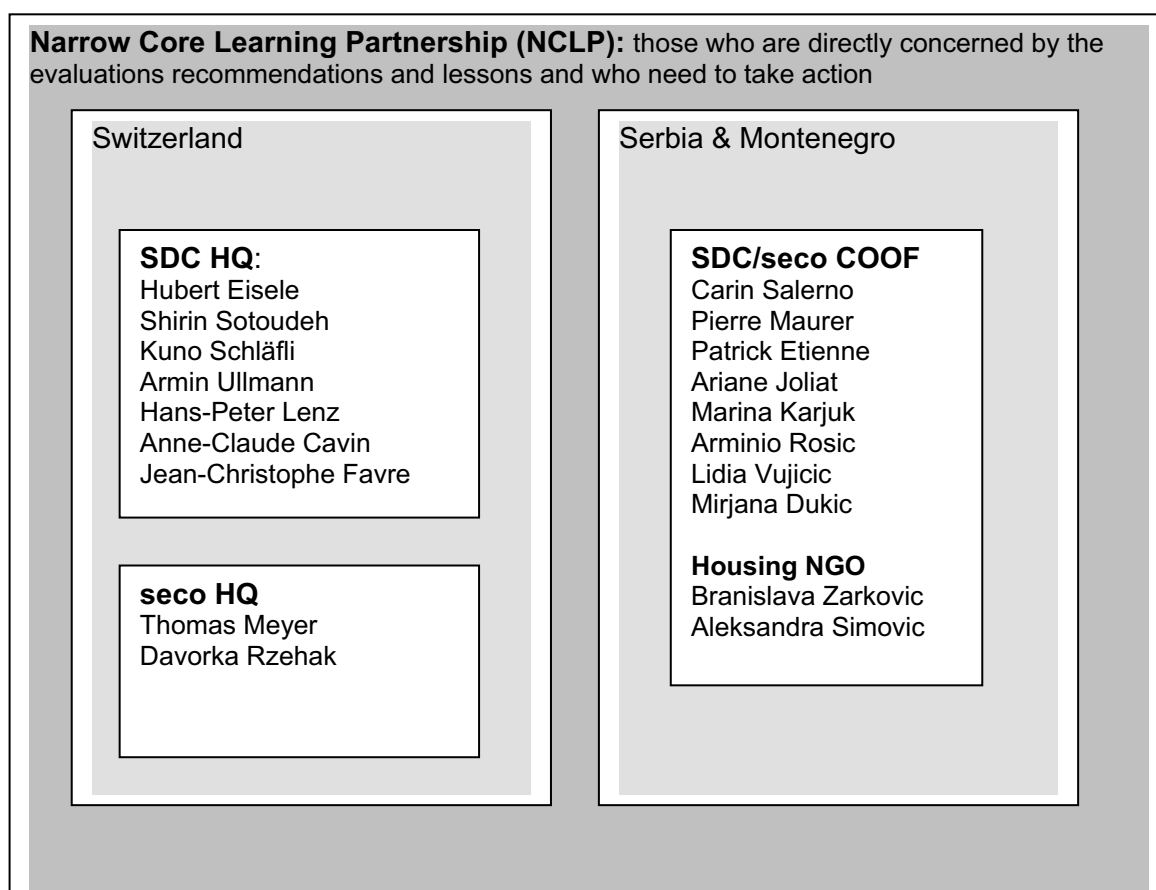 Narrow Core Learning Partnership (NCLP): those who are directly concerned by the
evaluations recommendations and lessons and who need to take action
Switzerland
SDC HQ:
Hubert Eisele
Shirin Sotoudeh
Kuno Schläfli
Armin Ullmann
Hans-Peter Lenz
Anne-Claude Cavin
Jean-Christophe Favre
seco HQ
Thomas Meyer
Davorka Rzehak
Serbia & Montenegro
SDC/seco COOF
Carin Salerno
Pierre Maurer
Patrick Etienne
Ariane Joliat
Marina Karjuk
Arminio Rosic
Lidia Vujicic
Mirjana Dukic
Housing NGO
Branislava Zarkovic
Aleksandra Simovic